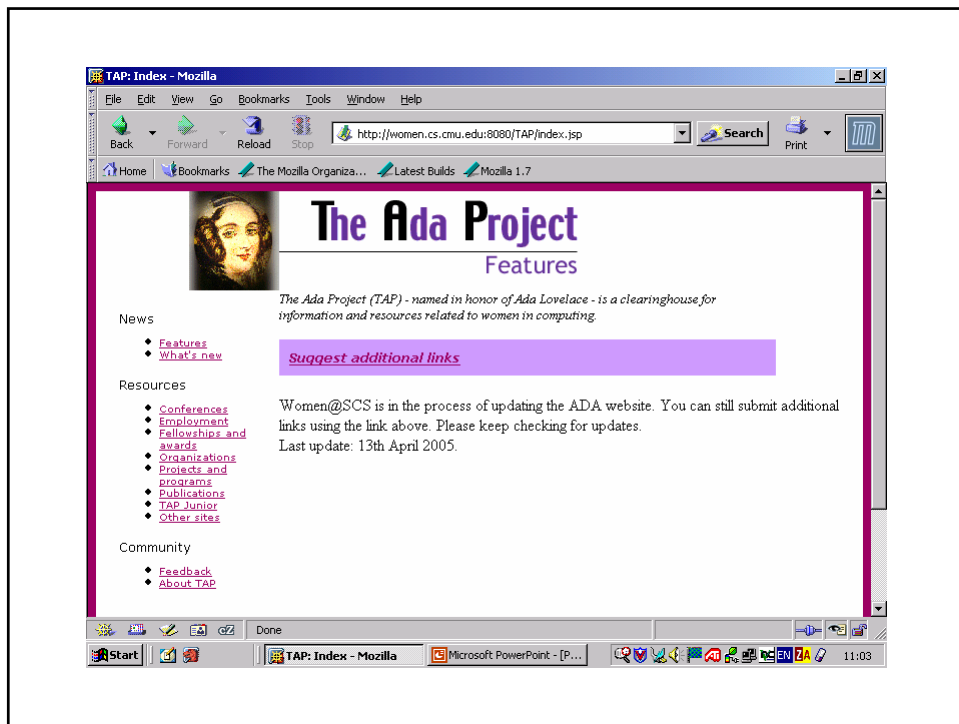 TAP: Index - Mozilla
File Edit View Go Bookmarks Tools Window Help
Back Forward Reload Stop http://women.cs.cmu.edu:8080/TAP/index.jsp Search Print
Home Bookmarks The Mozilla Organiza... Latest Builds Mozilla 1.7
The Ada Project
Features
The Ada Project (TAP) - named in honor of Ada Lovelace - is a clearinghouse for
information and resources related to women in computing.
News
Features
What's new
Resources
Conferences
Employment
Fellowships and
awards
Organizations
Projects and
programs
Publications
TAP Junior
Other sites
Community
Feedback
About TAP
Suggest additional links
Women@SCS is in the process of updating the ADA website. You can still submit additional
links using the link above. Please keep checking for updates.
Last update: 13th April 2005.
Done
Start TAP: Index - Mozilla Microsoft PowerPoint - [P... EN ZA 11:03